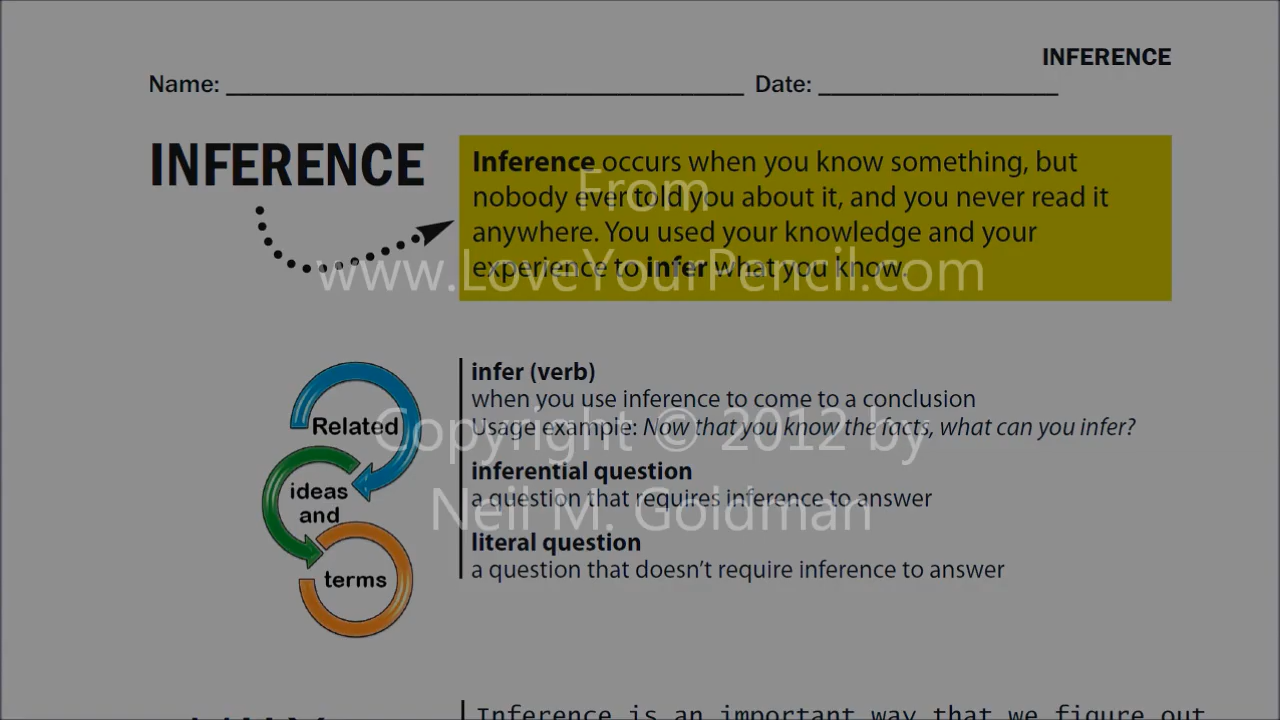 INFERENCE
Name: Date:
INFERENCE
Inference occurs when you know something, but
nobody ever told you about it, and you never read it
anywhere. You used your knowledge and your
experience to infer what you know.
From
www.LoveYourPencil.com
Related
ideas
and
terms
infer (verb)
when you use inference to come to a conclusion
Usage example: Now that you know the facts, what can you infer?
inferential question
a question that requires inference to answer
literal question
a question that doesn't require inference to answer
Copyright © 2012 by
Neil M. Goldman
Inference is an important way that we figure out